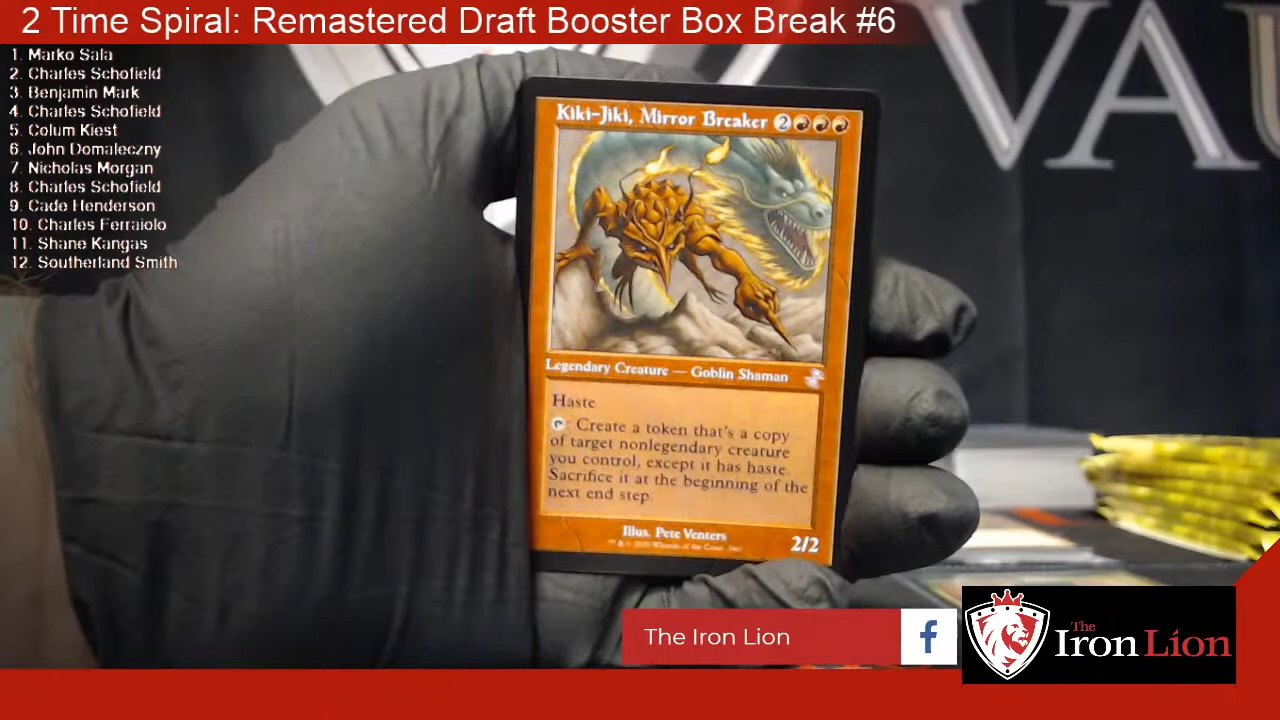 2 Time Spiral: Remastered Draft Booster Box Break #6
1. Marko Sala
2. Charles Schofield
3. Benjamin Mark
4. Charles Schofield
5. Colum Kiest
6. John Domaleczny
7. Nicholas Morgan
8. Charles Schofield
9. Cade Henderson
10. Charles Ferraiolo
11. Shane Kangas
12. Southerland Smith
VAU
Kiki-Jiki, Mirror Breaker 2
Legendary Creature — Goblin Shaman
Haste
: Create a token that's a copy
of target nonlegendary creature
you control, except it has haste.
Sacrifice it at the beginning of the
next end step.
Illus. Pete Venters
2/2
The Iron Lion
f
The
Iron Lion